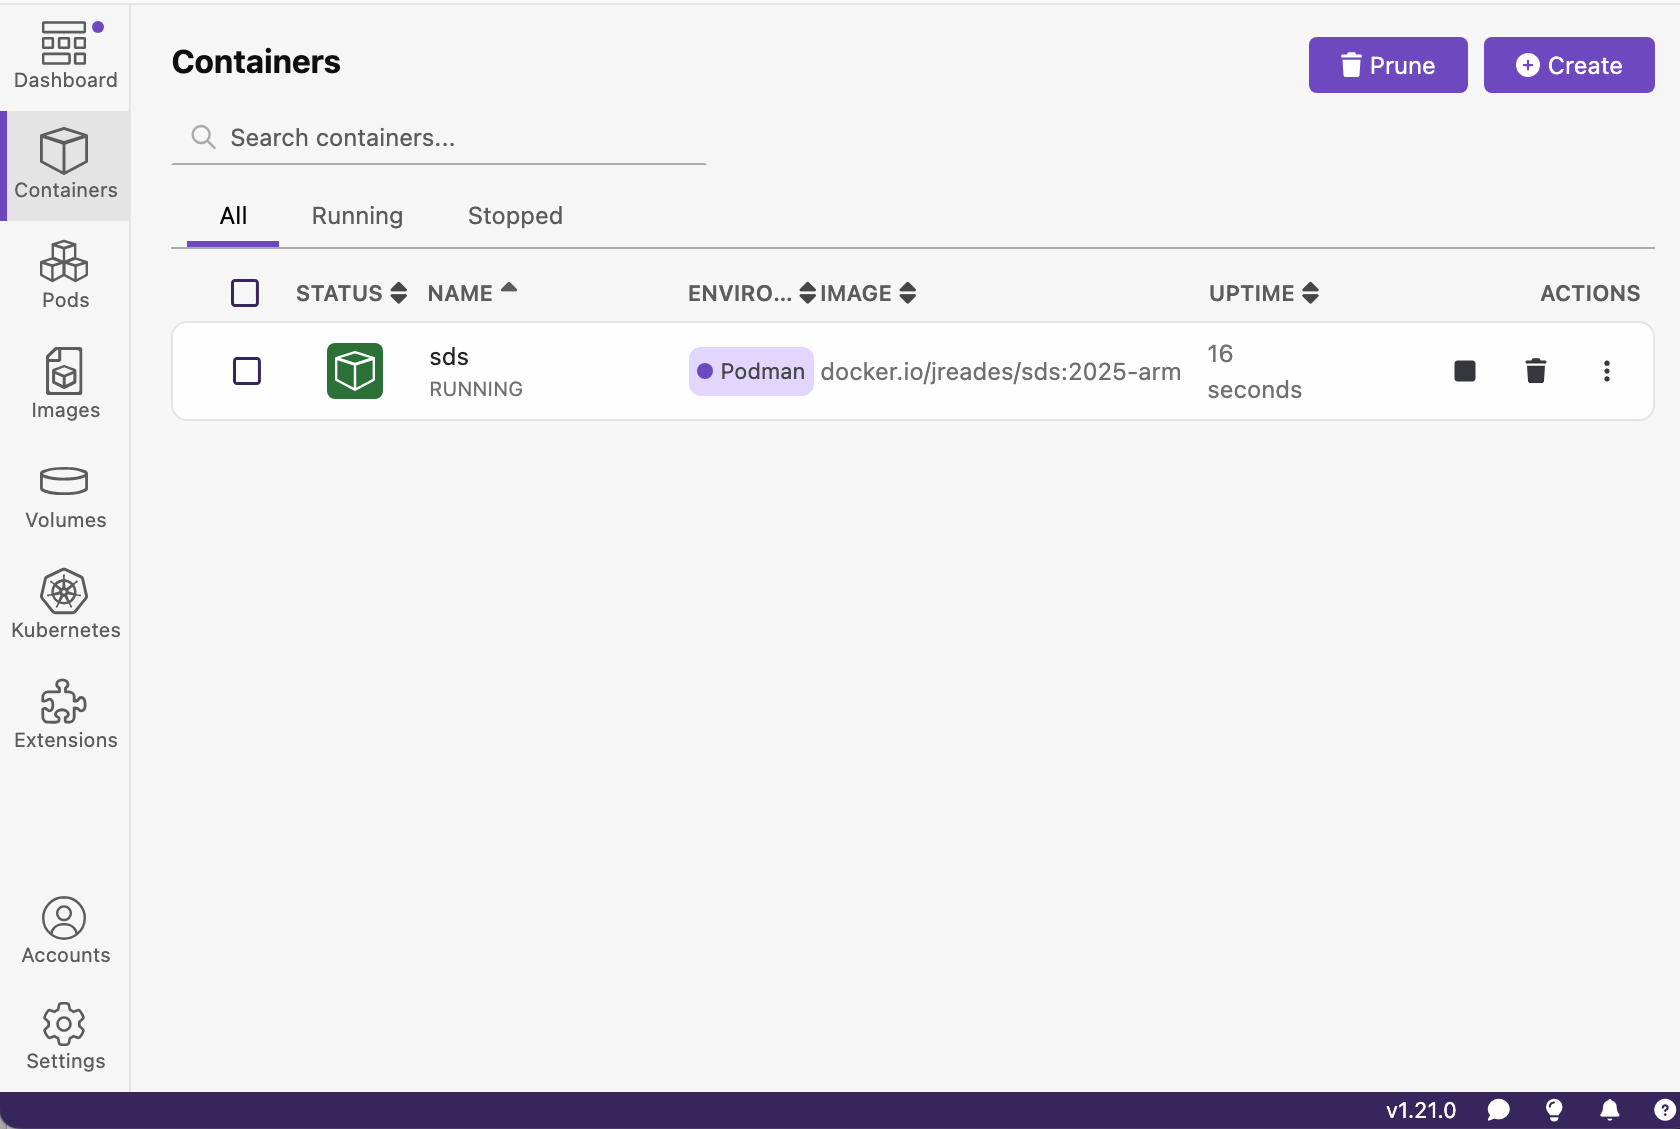 Dashboard
Containers
Pods
Images
Volumes
Kubernetes
Extensions
Accounts
Settings
Containers
Prune
Create
Search containers...
All Running Stopped
STATUS NAME ENVIRO... IMAGE UPTIME ACTIONS
sds
RUNNING
Podman
docker.io/jreades/sds:2025-arm
16
seconds
v1.21.0